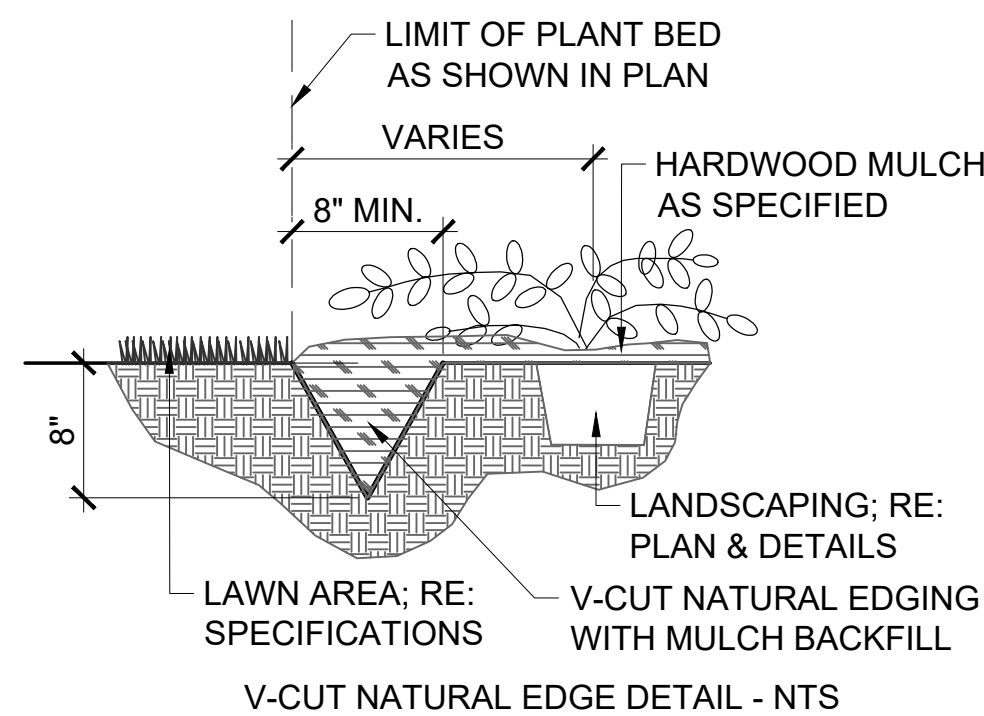 LIMIT OF PLANT BED
AS SHOWN IN PLAN
VARIES
HARDWOOD MULCH
AS SPECIFIED
8" MIN.
8"
LANDSCAPING; RE:
PLAN & DETAILS
LAWN AREA; RE:
SPECIFICATIONS
V-CUT NATURAL EDGING
WITH MULCH BACKFILL
V-CUT NATURAL EDGE DETAIL - NTS